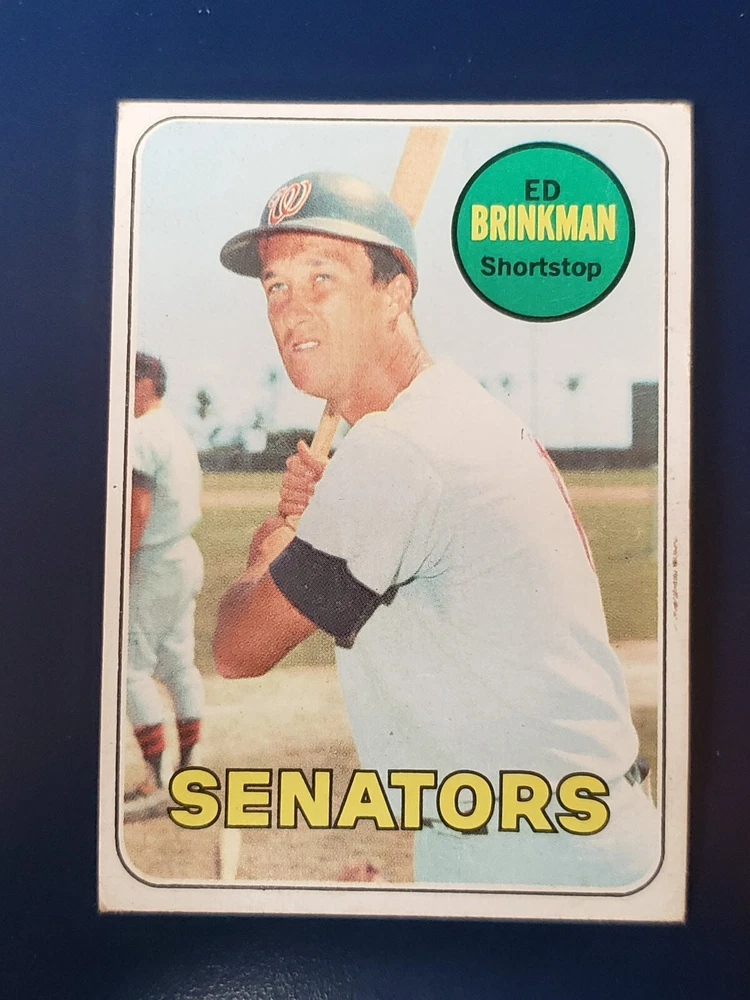 W
ED
BRINKMAN
Shortstop
SENATORS